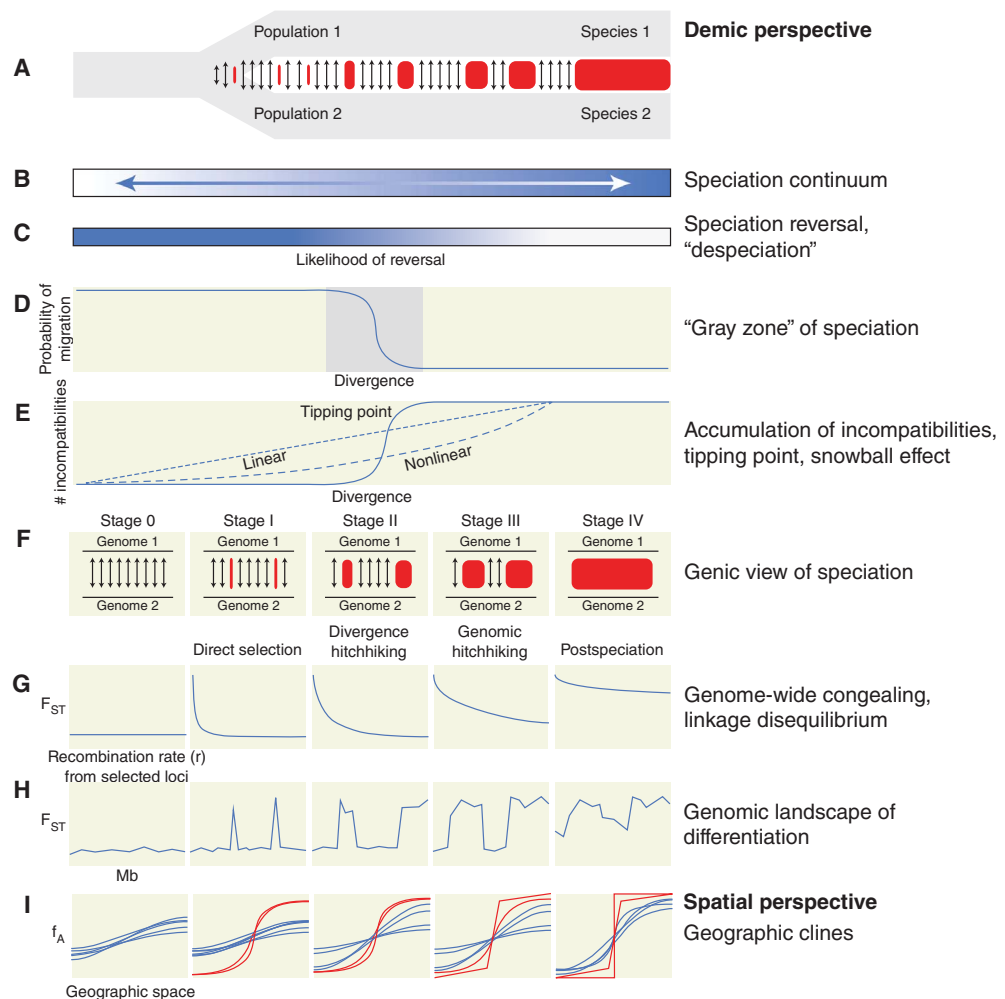 Population 1
Species 1
Demic perspective
A
Population 2
Species 2
B
Speciation continuum
C
Speciation reversal,
“despeciation”
Likelihood of reversal
D
Probability of
migration
“Gray zone” of speciation
Divergence
E
# incompatibilities
Tipping point
Linear
Nonlinear
Accumulation of incompatibilities,
tipping point, snowball effect
Divergence
Stage 0
Stage I
Stage II
Stage III
Stage IV
F
Genome 1
Genome 1
Genome 1
Genome 1
Genome 1
Genic view of speciation
Genome 2
Genome 2
Genome 2
Genome 2
Genome 2
Direct selection
Divergence
hitchhiking
Genomic
hitchhiking
Postspeciation
G
FST
Genome-wide congealing,
linkage disequilibrium
Recombination rate (r)
from selected loci
H
FST
Genomic landscape of
differentiation
Mb
I
Spatial perspective
fA
Geographic clines
Geographic space